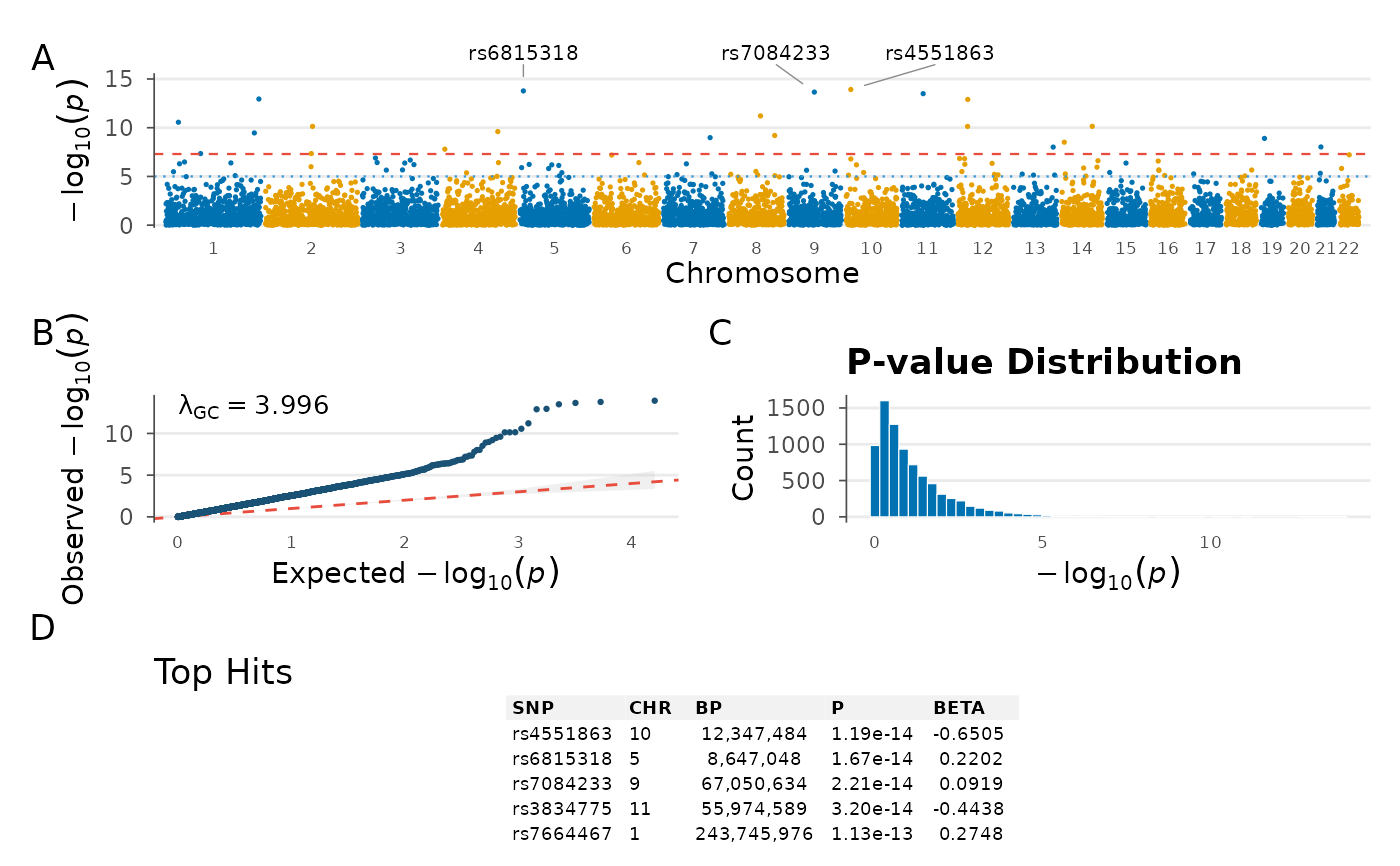 A
rs6815318 rs7084233 rs4551863
15
10
5
0
−log10(p)
1 2 3 4 5 6 7 8 9 10 11 12 13 14 15 16 17 18 19 20 21 22
Chromosome
B
λGC = 3.996
10
5
0
Observed −log10(p)
0 1 2 3 4
Expected −log10(p)
C
P-value Distribution
1500
1000
500
0
Count
0 5 10
−log10(p)
D
Top Hits
SNP CHR BP P BETA
rs4551863 10 12,347,484 1.19e-14 -0.6505
rs6815318 5 8,647,048 1.67e-14 0.2202
rs7084233 9 67,050,634 2.21e-14 0.0919
rs3834775 11 55,974,589 3.20e-14 -0.4438
rs7664467 1 243,745,976 1.13e-13 0.2748